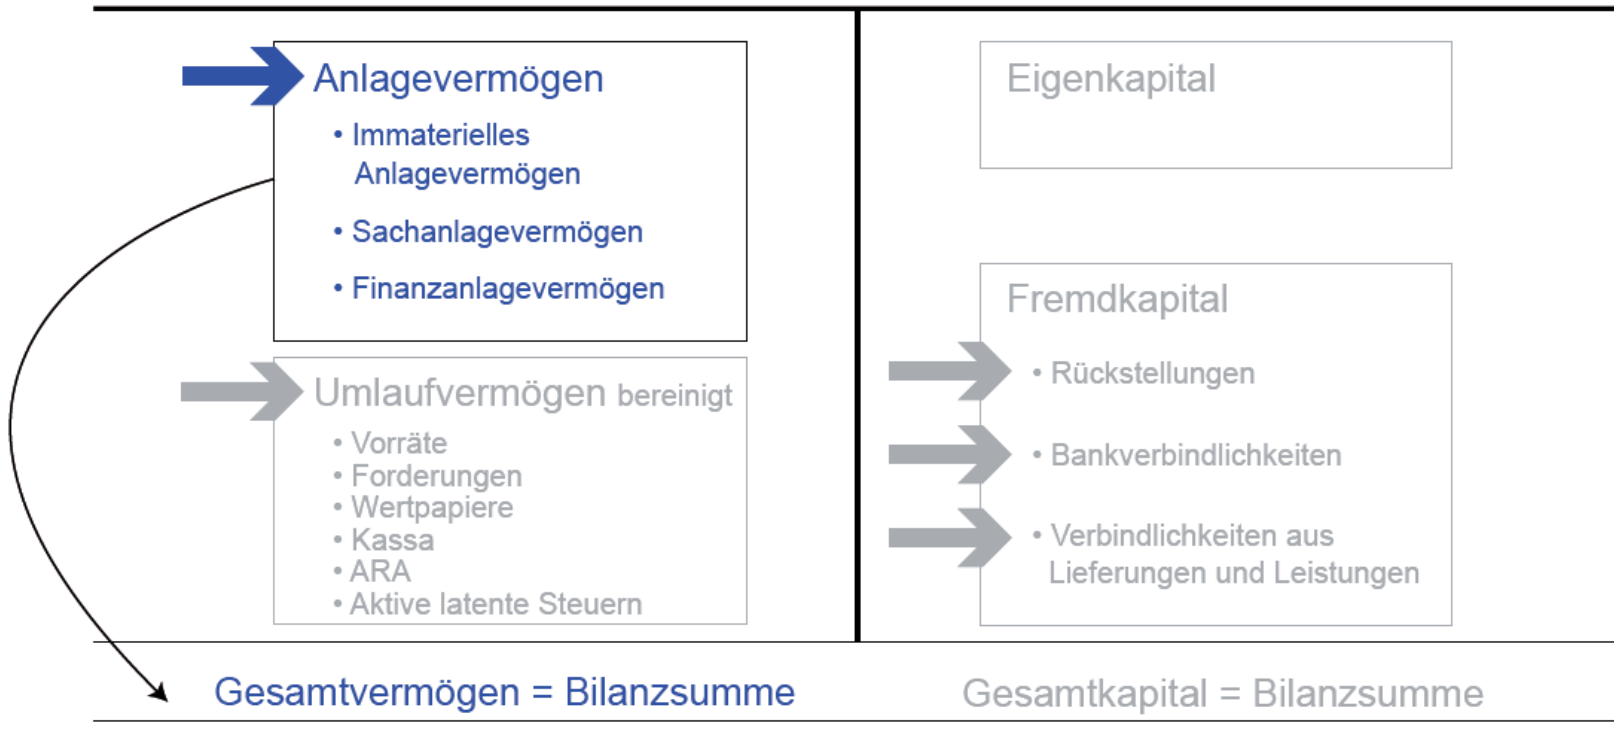 Anlagevermögen
• Immaterielles
Anlagevermögen
• Sachanlagevermögen
• Finanzanlagevermögen
Umlaufvermögen bereinigt
• Vorräte
• Forderungen
• Wertpapiere
• Kassa
• ARA
• Aktive latente Steuern
Gesamtvermögen = Bilanzsumme
Eigenkapital
Fremdkapital
• Rückstellungen
• Bankverbindlichkeiten
• Verbindlichkeiten aus
Lieferungen und Leistungen
Gesamtkapital = Bilanzsumme